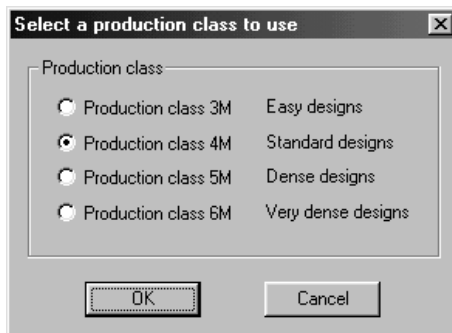 Select a production class to use
Production class
Production class 3M Easy designs
Production class 4M Standard designs
Production class 5M Dense designs
Production class 6M Very dense designs
OK Cancel